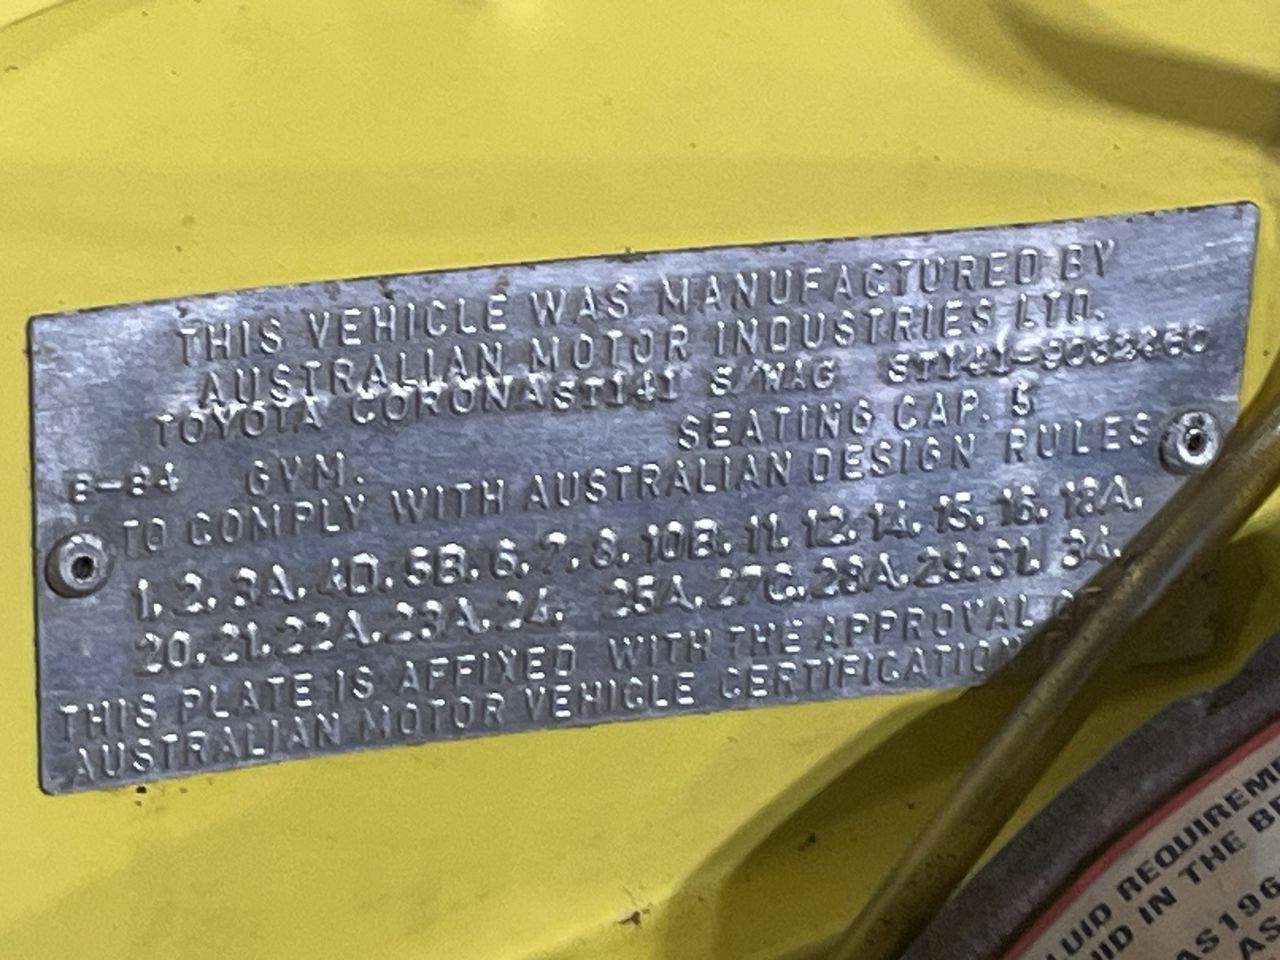 THIS VEHICLE WAS MANUFACTURED BY
AUSTRALIAN MOTOR INDUSTRIES LTD.
TOYOTA CORONA ST141 S/WAG
SEATING CAP. 5
GVM.
TO COMPLY WITH AUSTRALIAN DESIGN RULES
1. 2. 3A. 4D. 5B. 6. 7. 8. 10B. 11. 12. 14. 15. 16. 18A.
20. 21. 22A. 23A. 24. 25A. 27C. 28A. 29. 31. 34.
THIS PLATE IS AFFIXED WITH THE APPROVAL OF
AUSTRALIAN MOTOR VEHICLE CERTIFICATION
IN THE